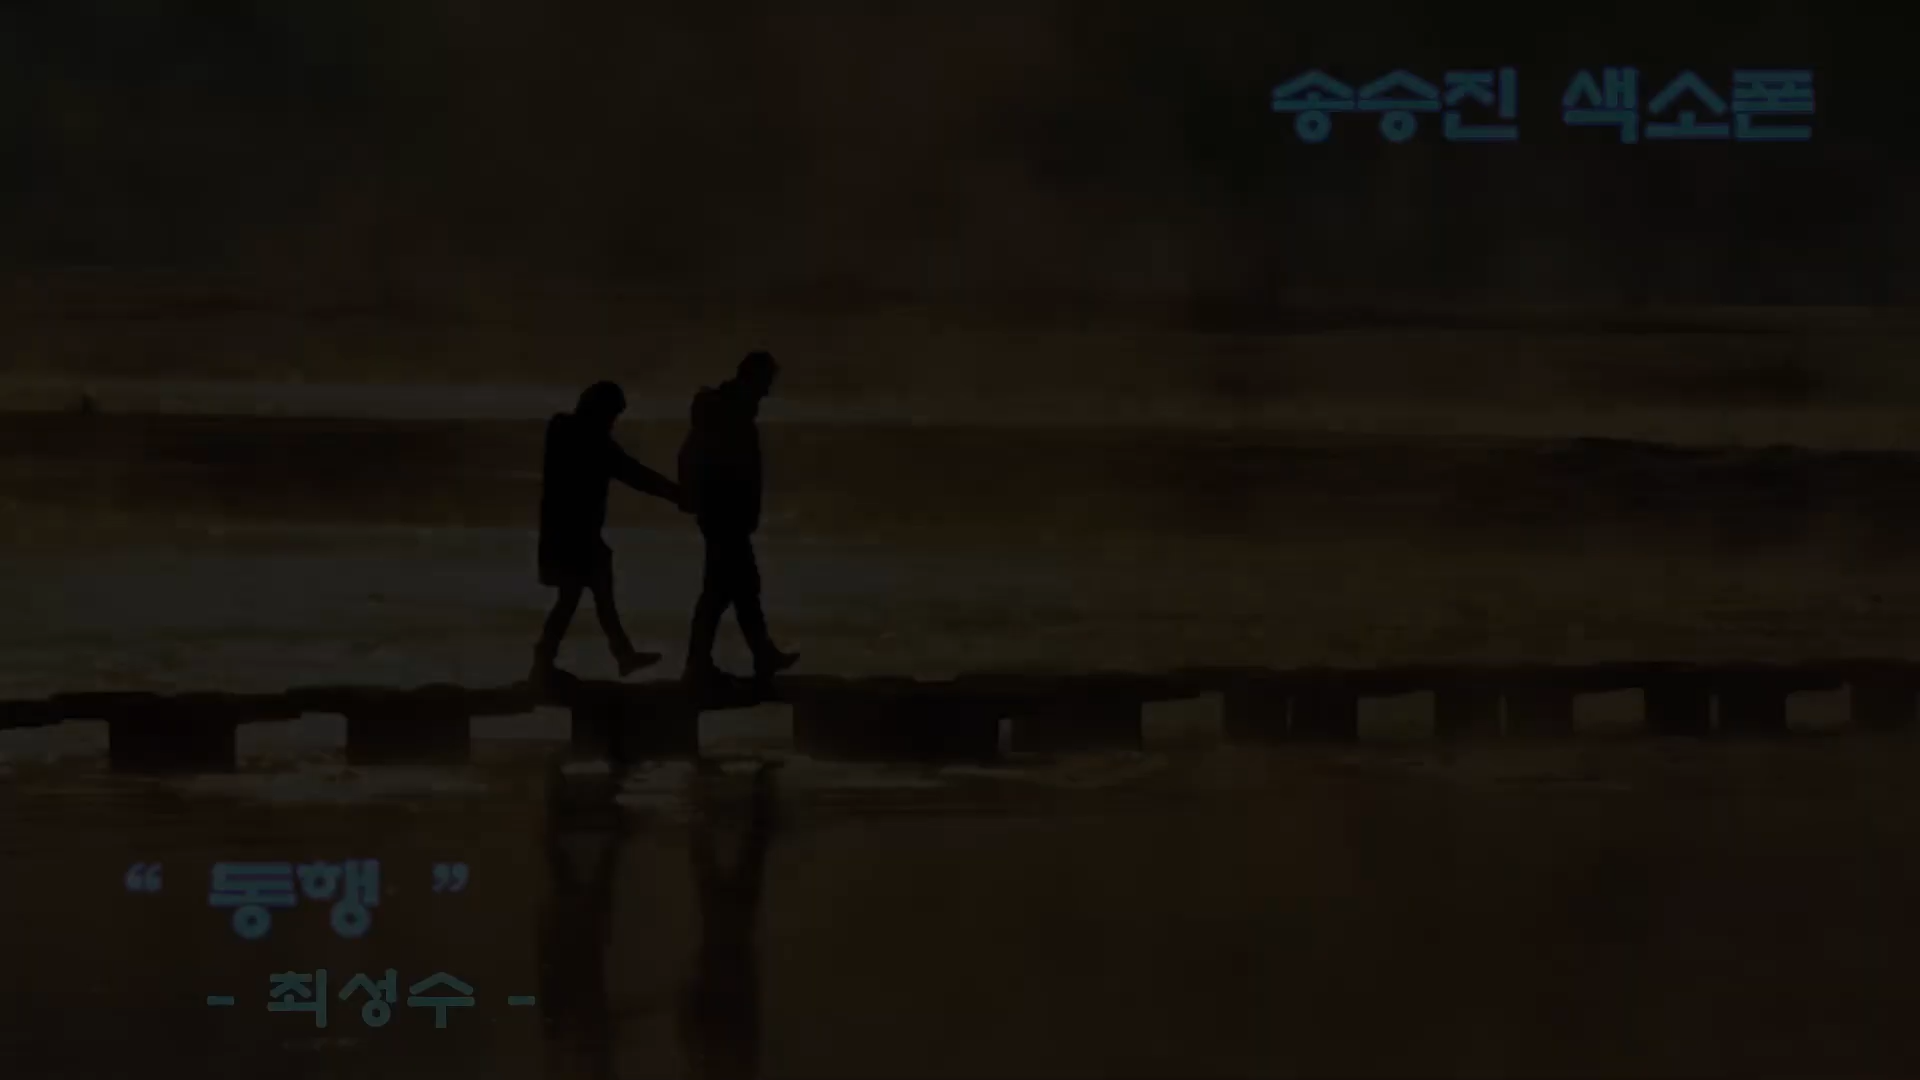 송승진 색소폰
“ 동행 ”
- 최성수 -